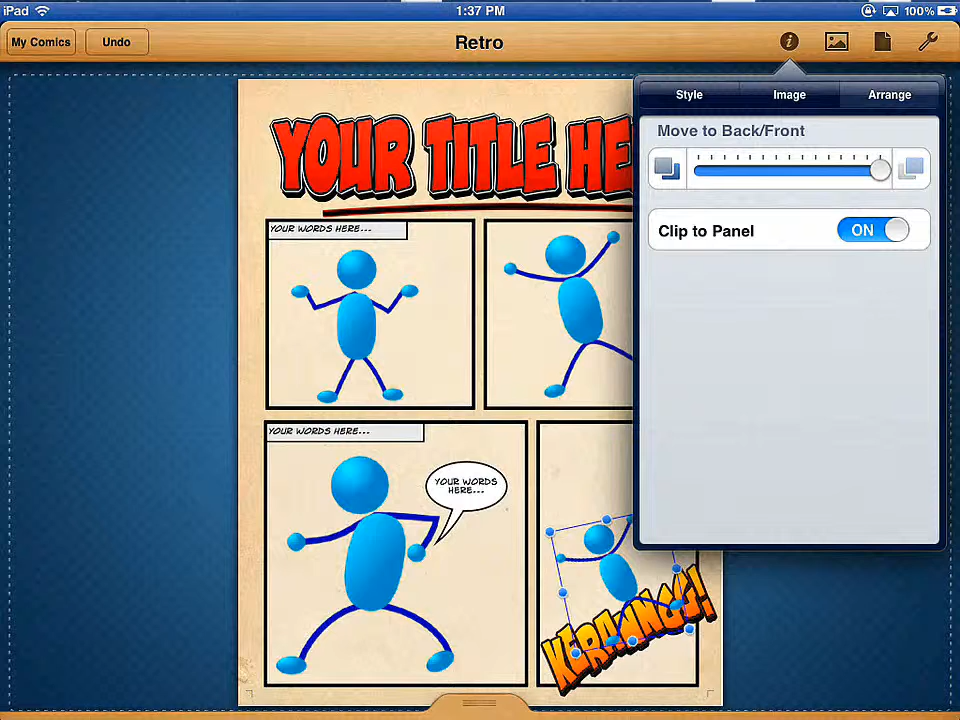 iPad 1:37 PM 100%
My Comics Undo Retro
Style Image Arrange
Move to Back/Front
Clip to Panel ON
YOUR TITLE HE
YOUR WORDS HERE...
YOUR WORDS HERE...
YOUR WORDS
HERE...
KERAANGG!